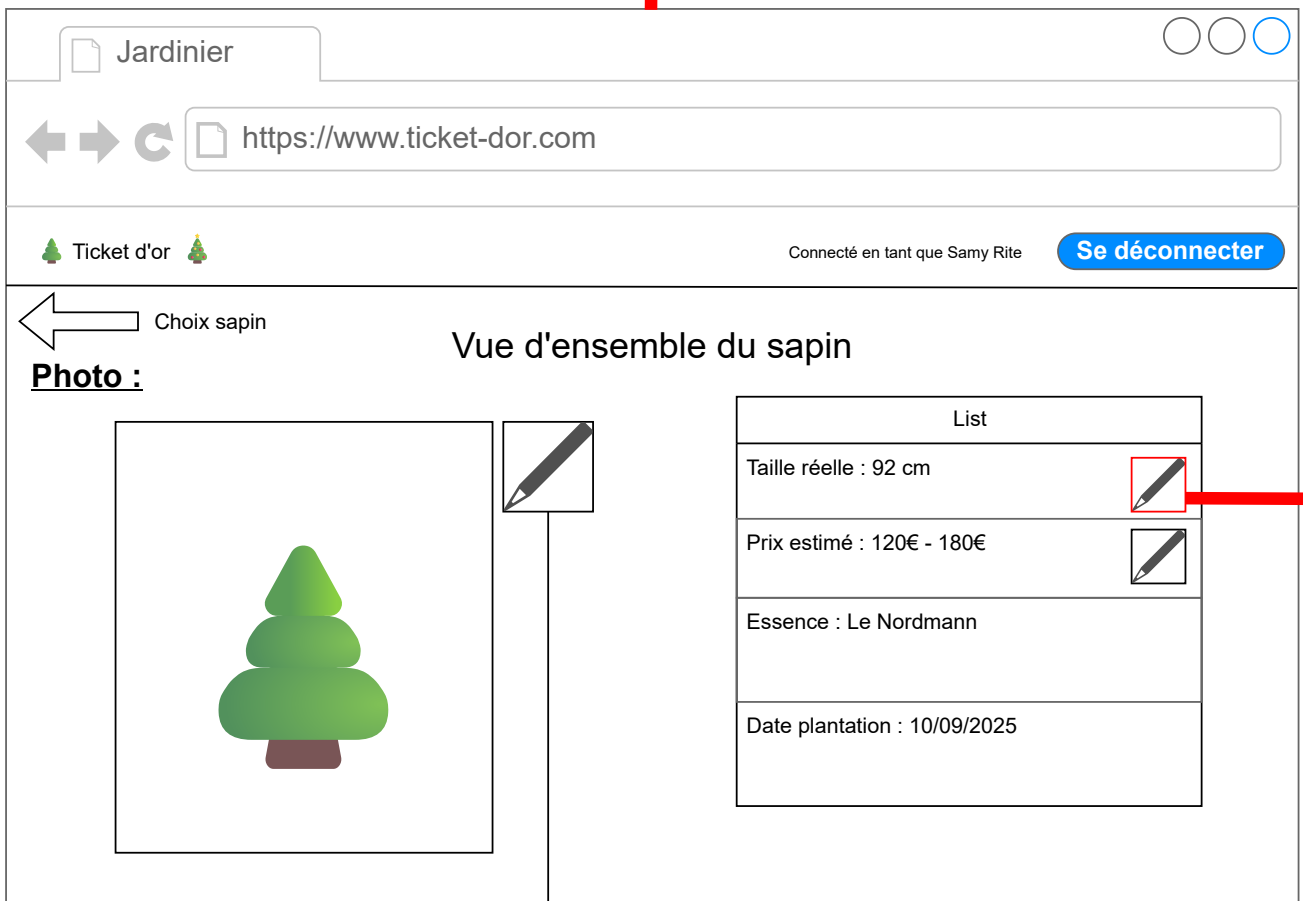 Jardinier
https://www.ticket-dor.com
Ticket d'or
Connecté en tant que Samy Rite
Se déconnecter
Choix sapin
Vue d'ensemble du sapin
Photo :
List
Taille réelle : 92 cm
Prix estimé : 120€ - 180€
Essence : Le Nordmann
Date plantation : 10/09/2025